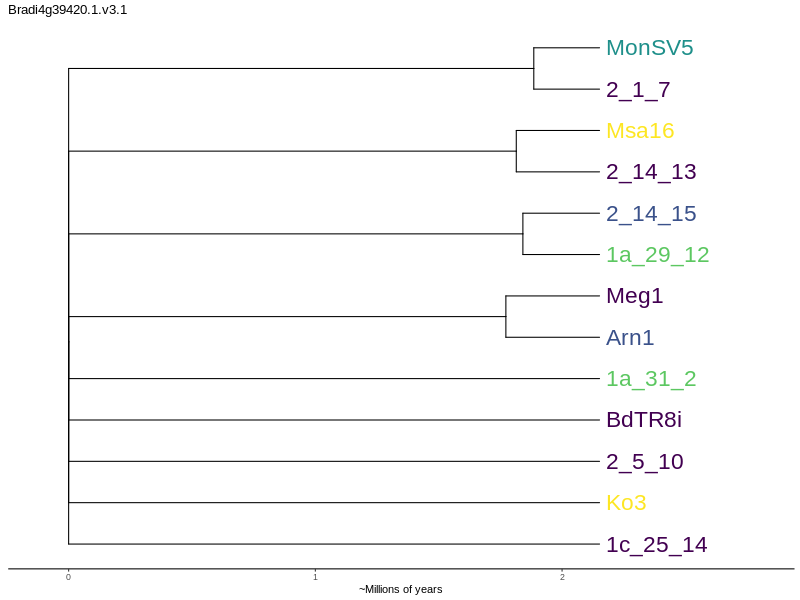 Bradi4g39420.1.v3.1
MonSV5
2_1_7
Msa16
2_14_13
2_14_15
1a_29_12
Meg1
Arn1
1a_31_2
BdTR8i
2_5_10
Ko3
1c_25_14
0 1 2
~Millions of years